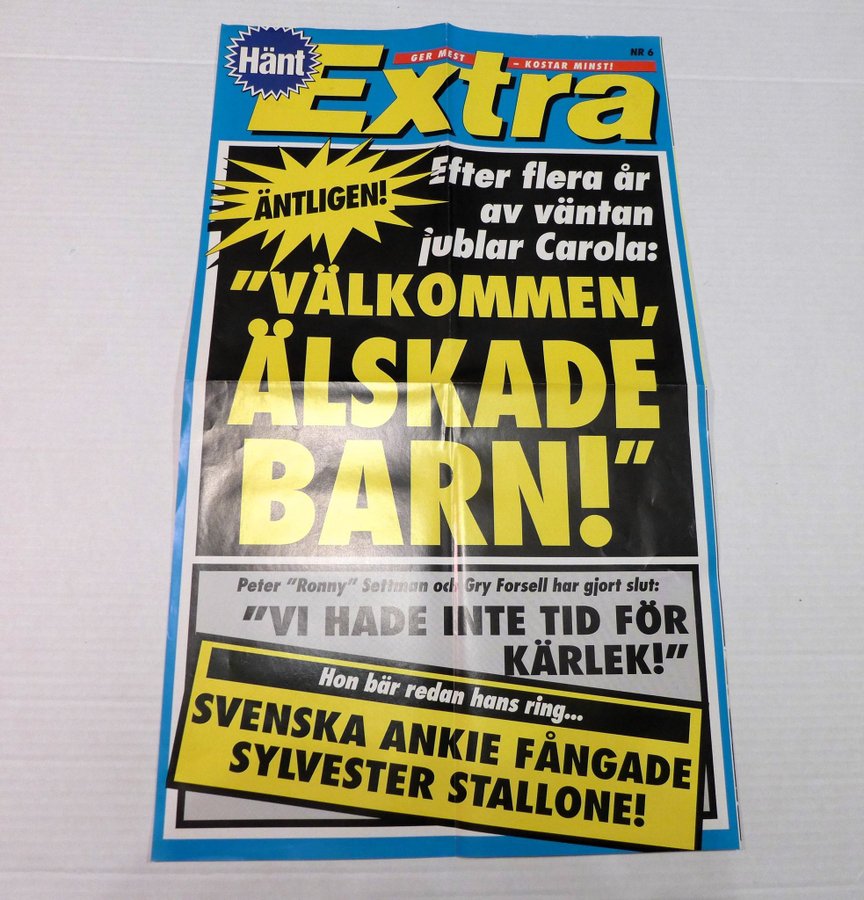 Hänt
Extra
GER MEST
– KOSTAR MINST!
NR 6
ÄNTLIGEN!
Efter flera år
av väntan
jublar Carola:
”VÄLKOMMEN,
ÄLSKADE
BARN!”
Peter ”Ronny” Settman och Gry Forsell har gjort slut:
”VI HADE INTE TID FÖR
KÄRLEK!”
Hon bär redan hans ring...
SVENSKA ANKIE FÅNGADE
SYLVESTER STALLONE!